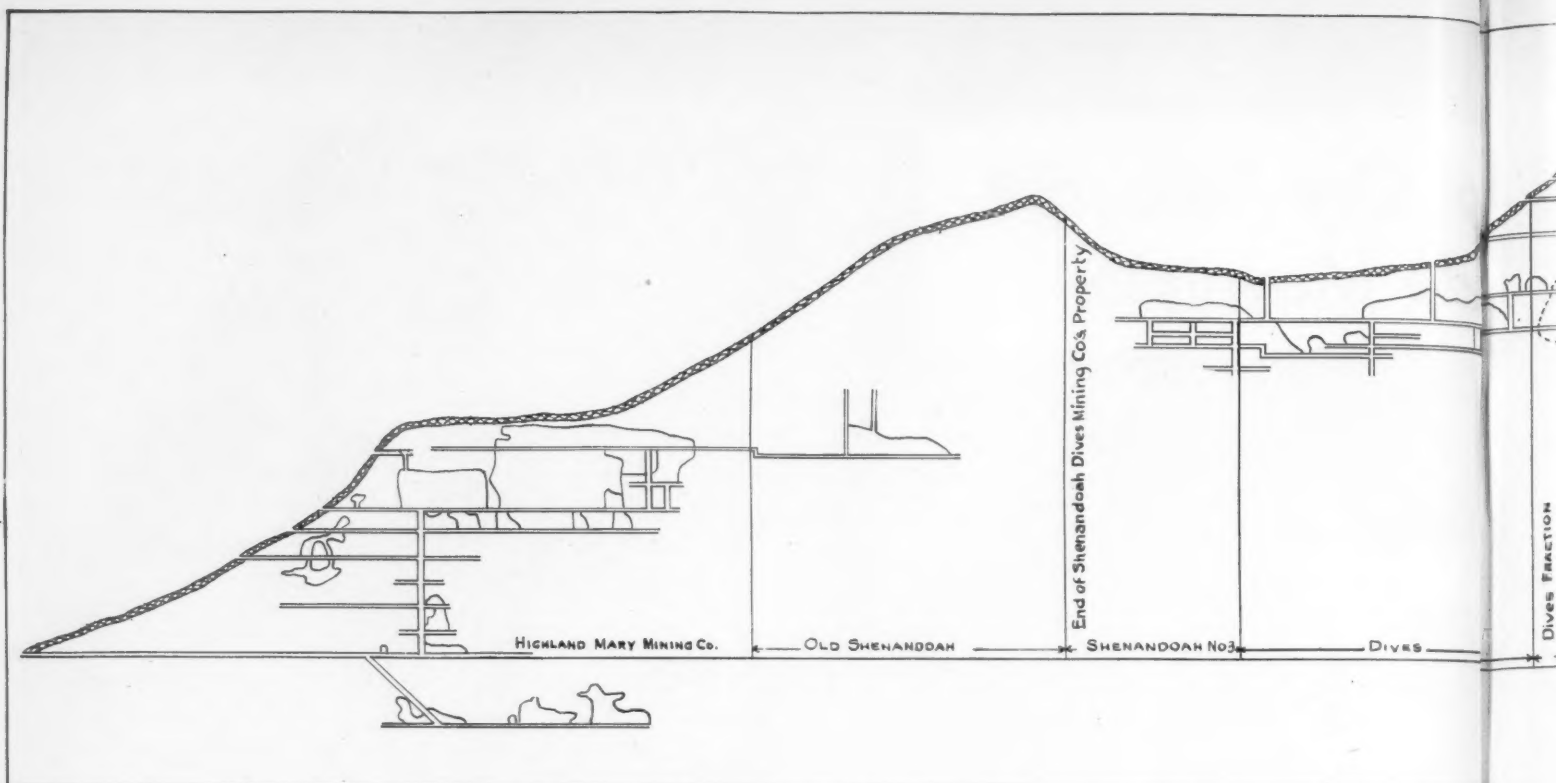 End of Shenandoah Dives Mining Co's. Property
HIGHLAND MARY MINING CO.
OLD SHENANDOAH
SHENANDOAH NO3
DIVES
DIVES FRACTION